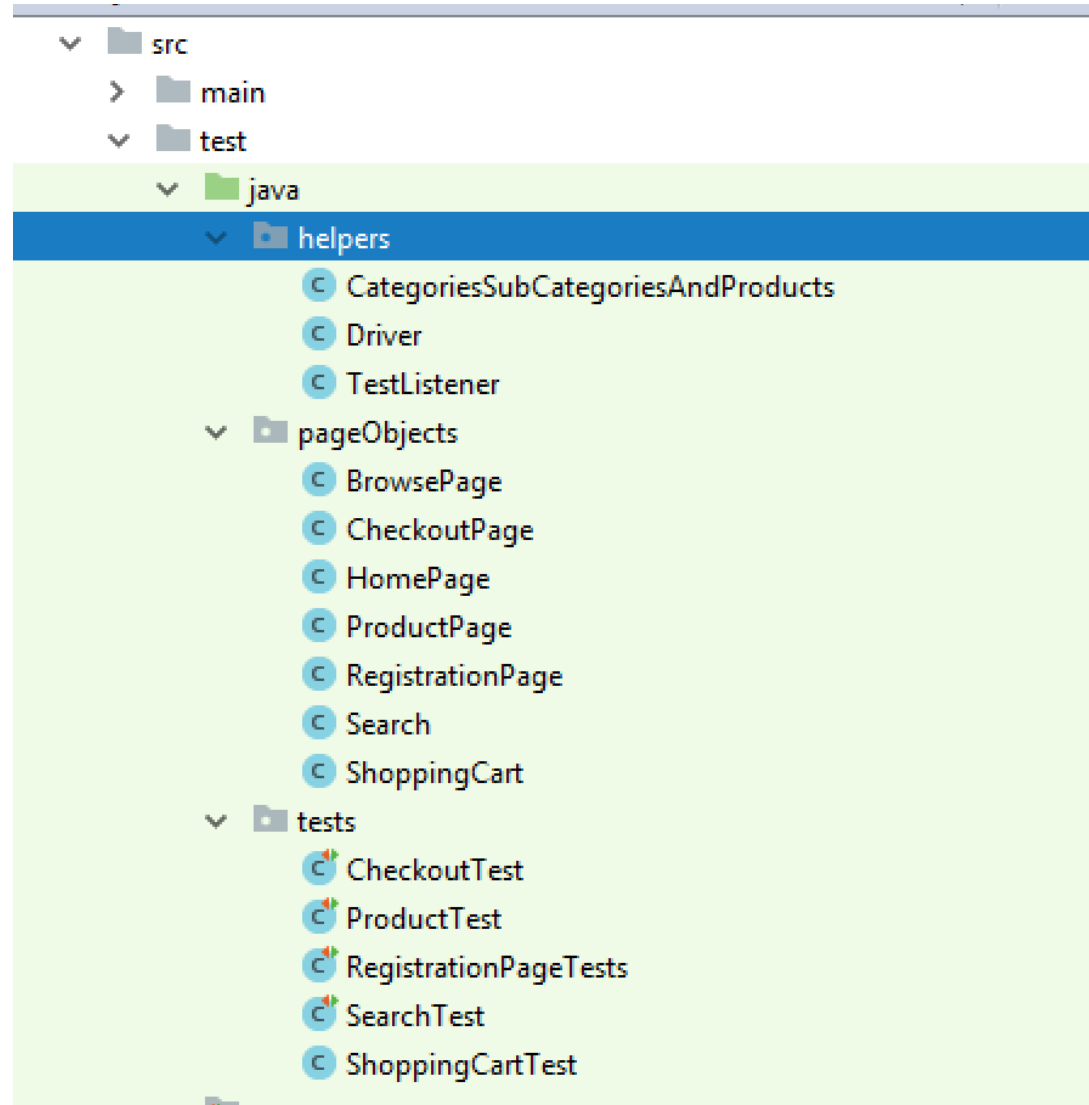 src
main
test
java
helpers
C CategoriesSubCategoriesAndProducts
C Driver
C TestListener
pageObjects
C BrowsePage
C CheckoutPage
C HomePage
C ProductPage
C RegistrationPage
C Search
C ShoppingCart
tests
C CheckoutTest
C ProductTest
C RegistrationPageTests
C SearchTest
C ShoppingCartTest